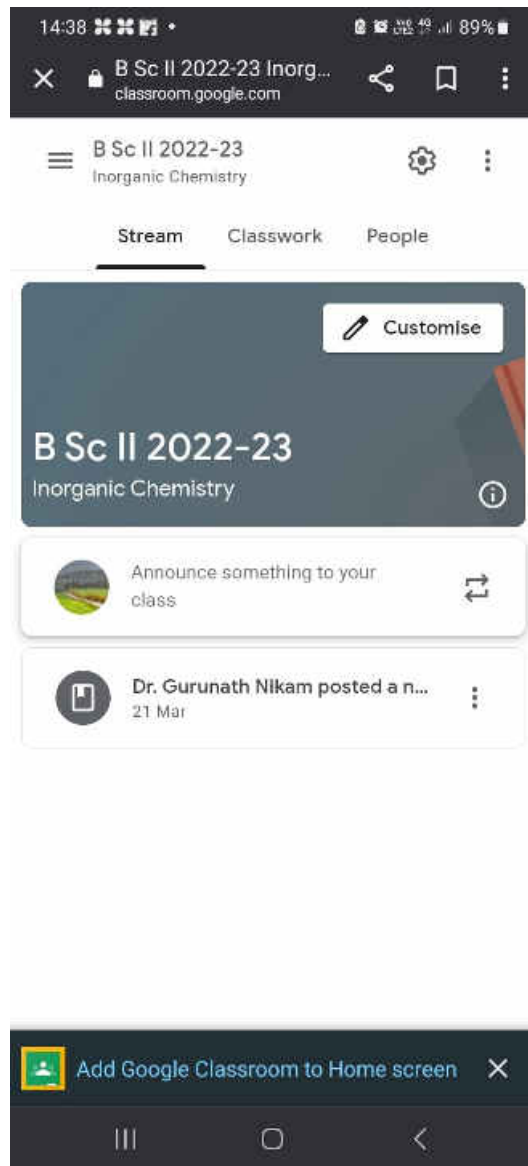 14:38
89%
B Sc II 2022-23 Inorg...
classroom.google.com
B Sc II 2022-23
Inorganic Chemistry
Stream Classwork People
Customise
B Sc II 2022-23
Inorganic Chemistry
Announce something to your
class
Dr. Gurunath Nikam posted a n...
21 Mar
Add Google Classroom to Home screen